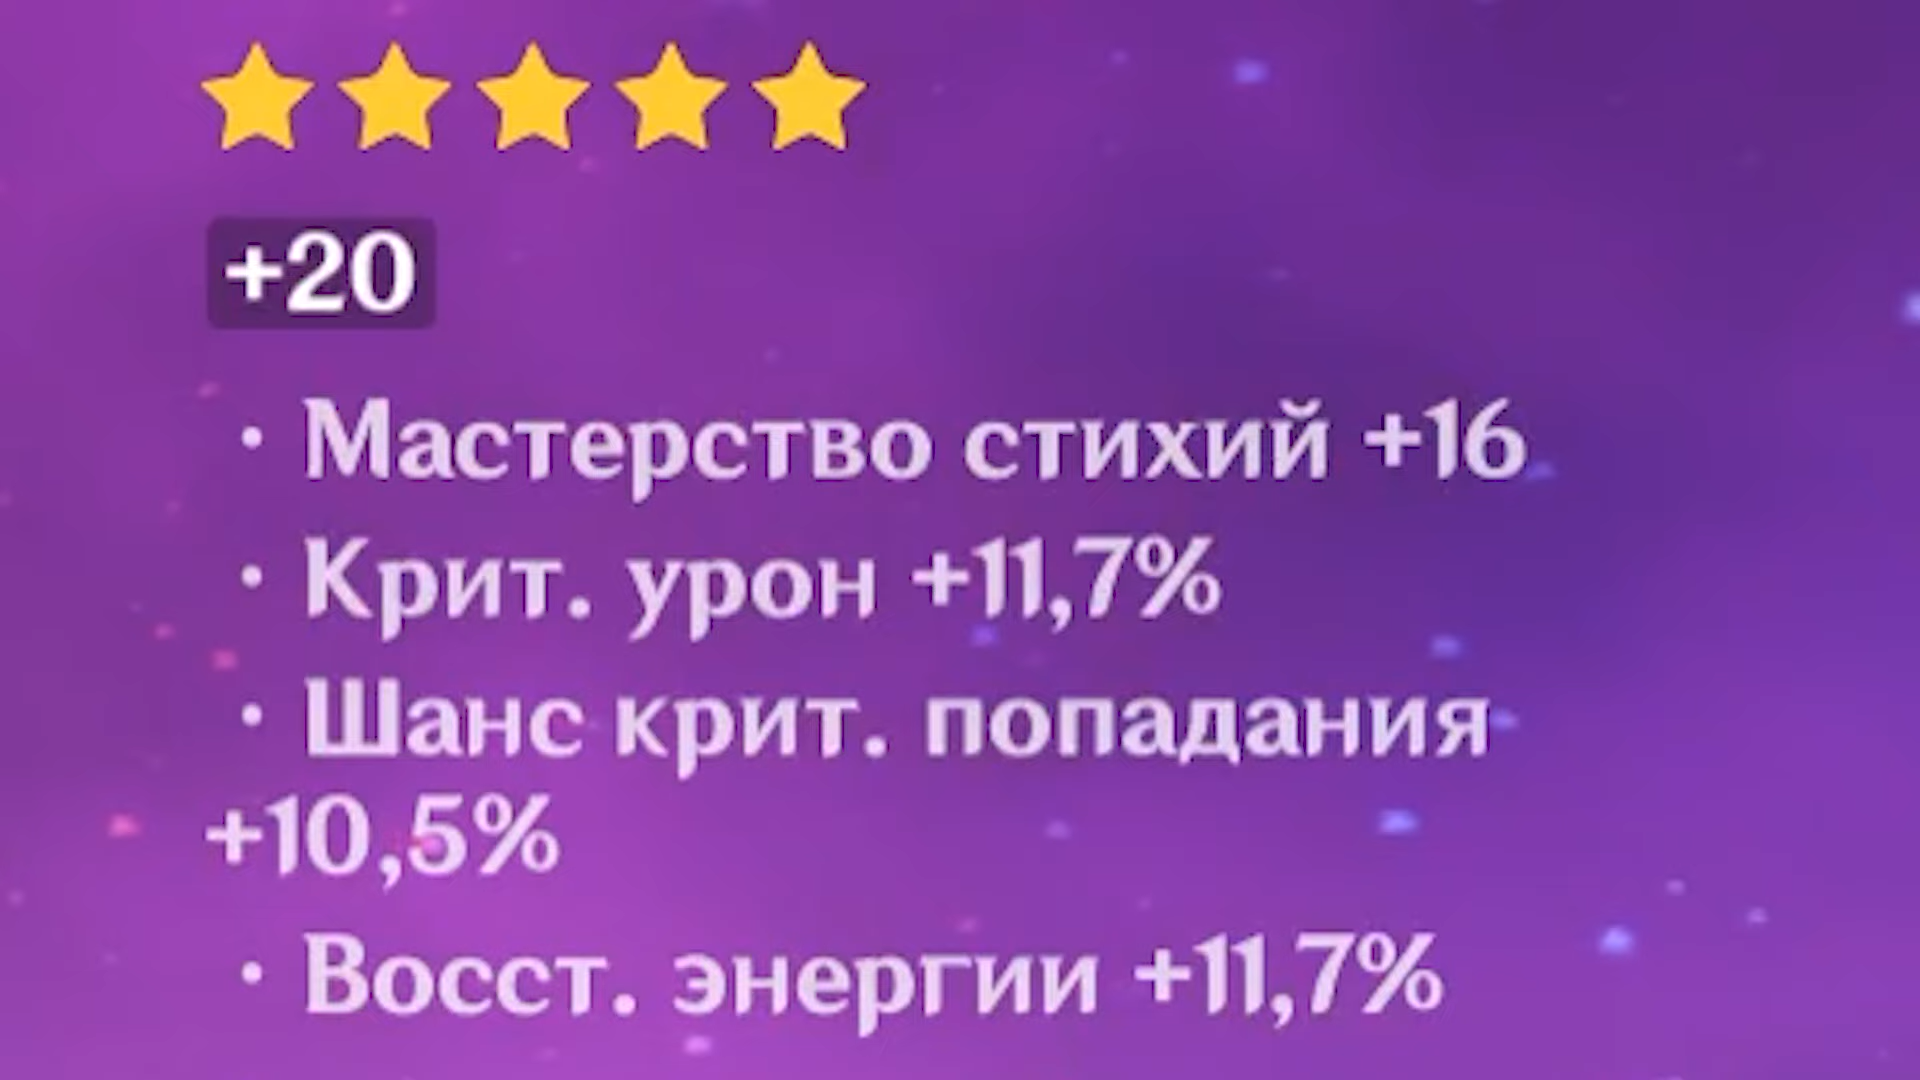 +20
· Мастерство стихий +16
· Крит. урон +11,7%
· Шанс крит. попадания
+10,5%
· Восст. энергии +11,7%